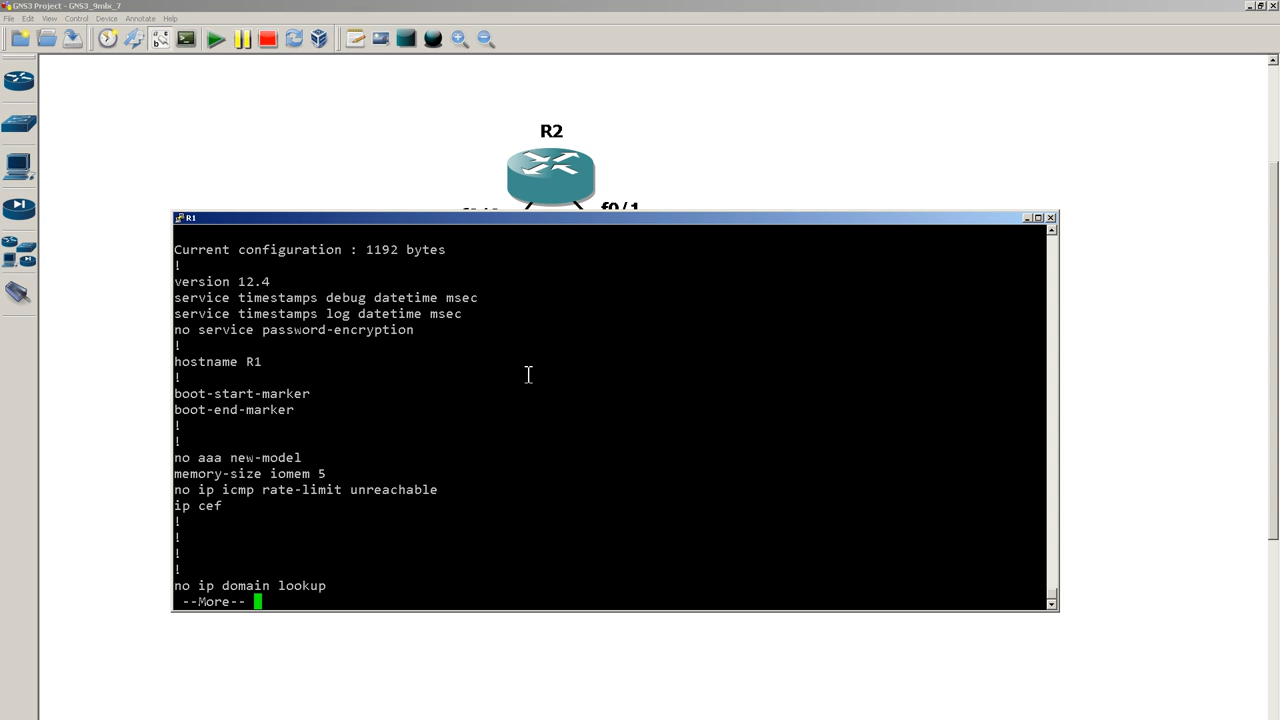 GNS3 Project - GNS3_9mlx_7
File Edit View Control Device Annotate Help
R2
f0/1
R1
Current configuration : 1192 bytes
!
version 12.4
service timestamps debug datetime msec
service timestamps log datetime msec
no service password-encryption
!
hostname R1
!
boot-start-marker
boot-end-marker
!
!
no aaa new-model
memory-size iomem 5
no ip icmp rate-limit unreachable
ip cef
!
!
!
!
no ip domain lookup
--More--